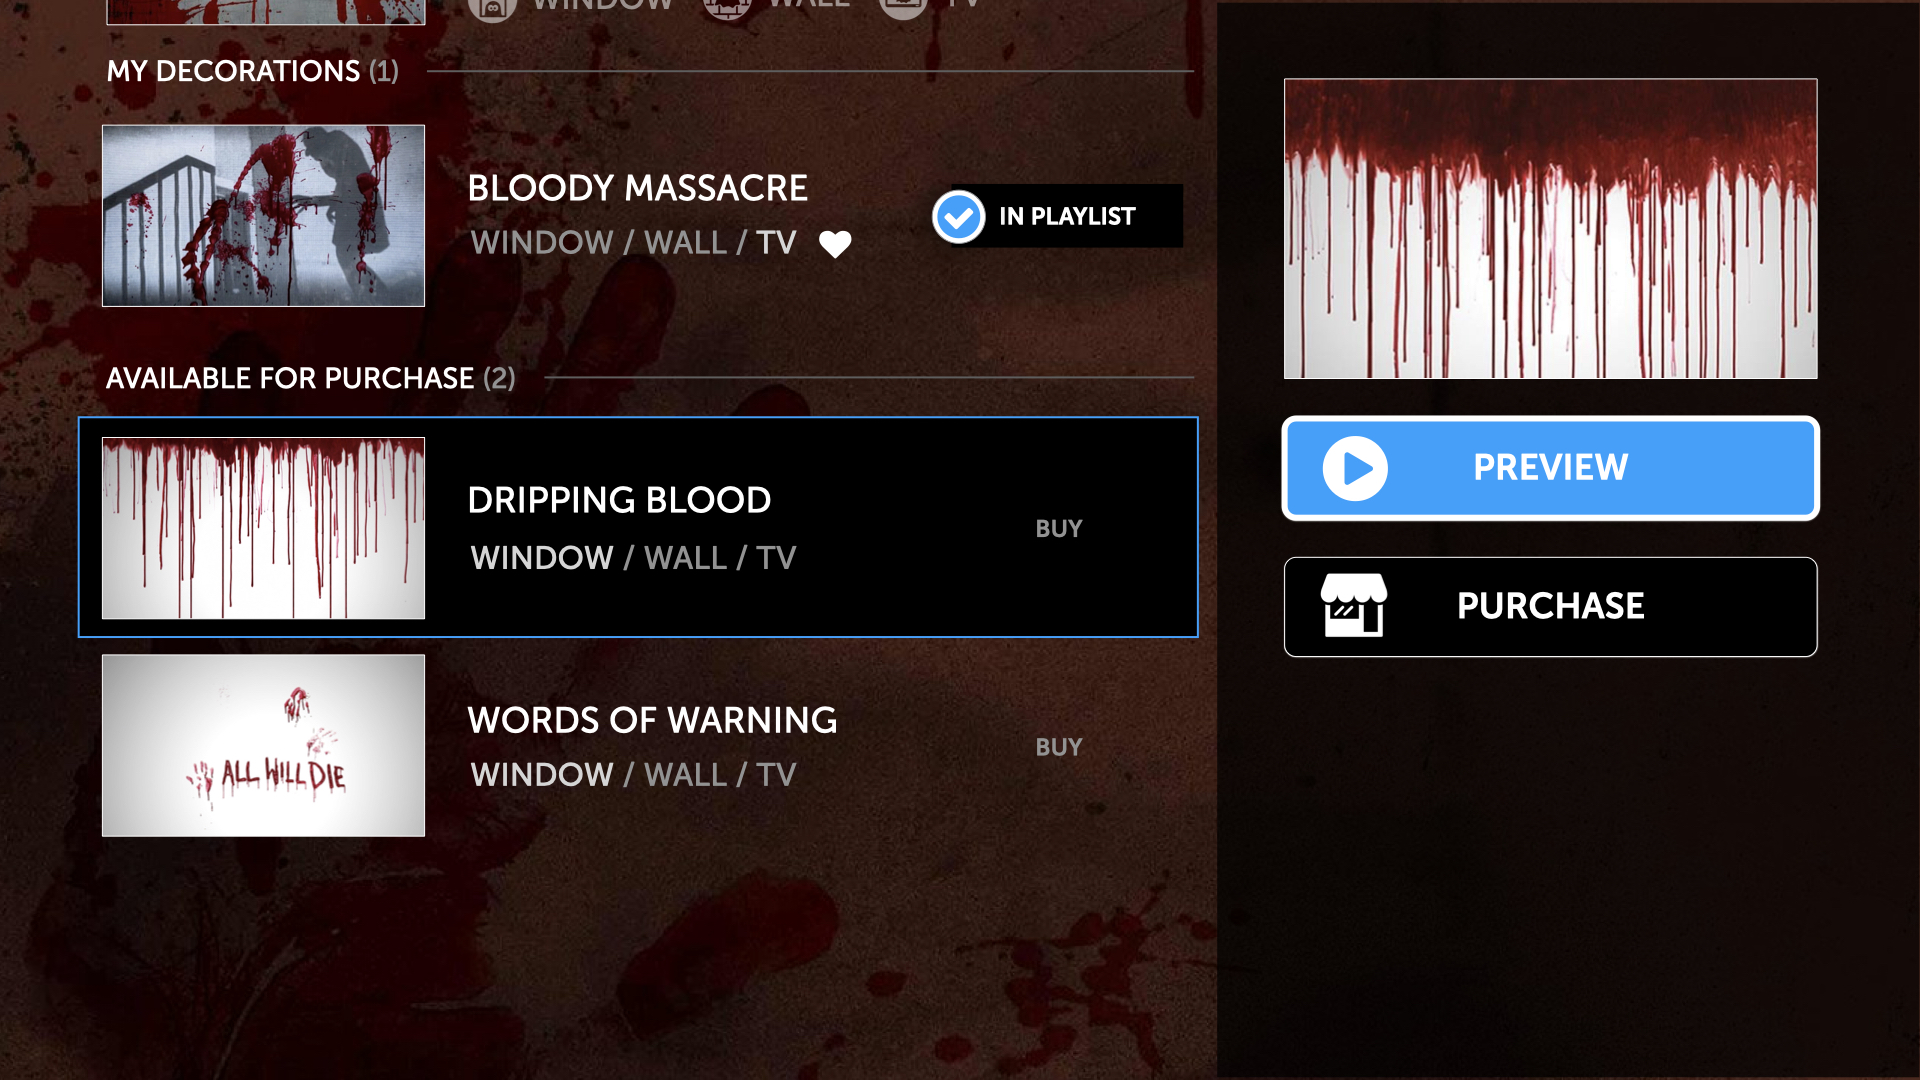 WINDOW WALL TV
MY DECORATIONS (1)
BLOODY MASSACRE
WINDOW / WALL / TV
IN PLAYLIST
AVAILABLE FOR PURCHASE (2)
DRIPPING BLOOD
WINDOW / WALL / TV
BUY
ALL WILL DIE
WORDS OF WARNING
WINDOW / WALL / TV
BUY
PREVIEW
PURCHASE